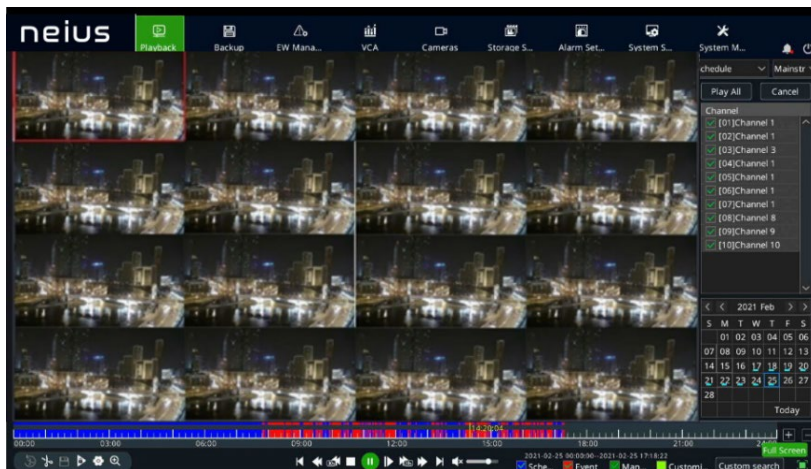 neius
Playback
Backup
EW Mana...
VCA
Cameras
Storage S...
Alarm Set...
System S...
System M...
chedule
Mainstr
Play All
Cancel
Channel
[01]Channel 1
[02]Channel 1
[03]Channel 3
[04]Channel 1
[05]Channel 1
[06]Channel 1
[07]Channel 1
[08]Channel 8
[09]Channel 9
[10]Channel 10
2021 Feb
S M T W T F S
01 02 03 04 05 06
07 08 09 10 11 12 13
14 15 16 17 18 19 20
21 22 23 24 25 26 27
28
Today
14:20:04
00:00 03:00 06:00 09:00 12:00 15:00 18:00 21:00 24:
Full Screen
2021-02-25 00:00:00--2021-02-25 17:18:22
Sche Event Man Custom
Custom search